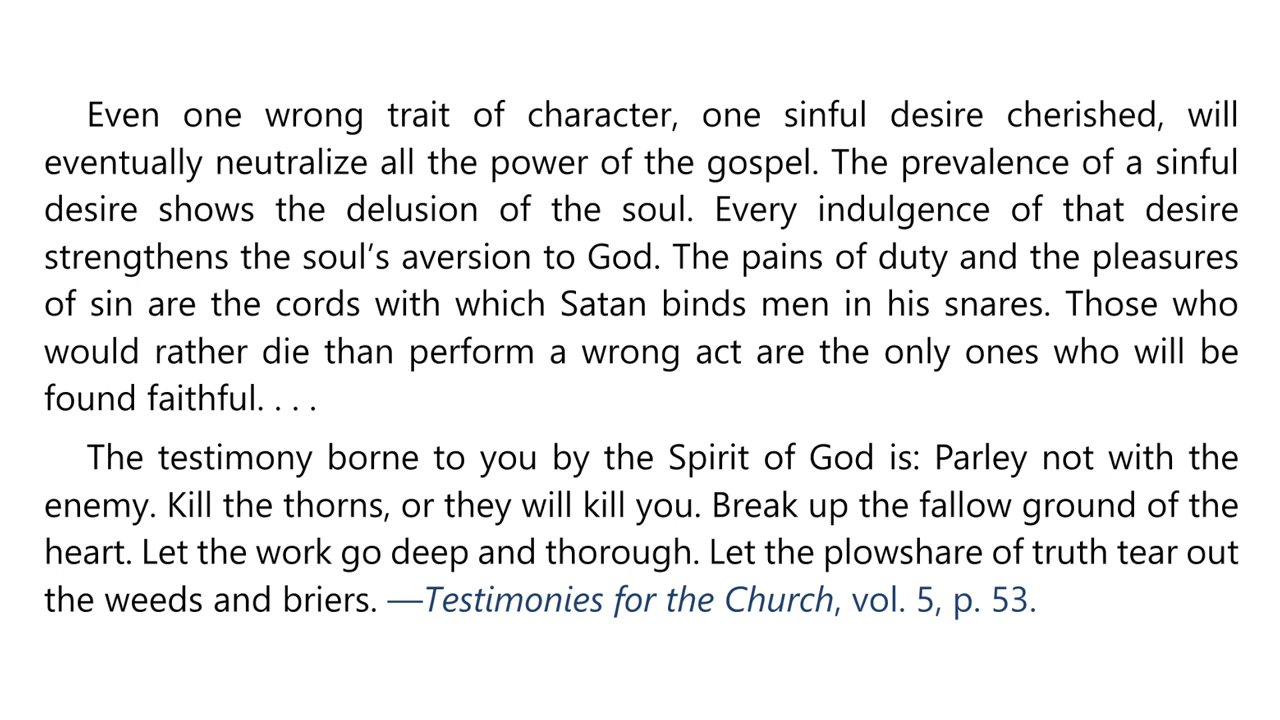 Even one wrong trait of character, one sinful desire cherished, will
eventually neutralize all the power of the gospel. The prevalence of a sinful
desire shows the delusion of the soul. Every indulgence of that desire
strengthens the soul’s aversion to God. The pains of duty and the pleasures
of sin are the cords with which Satan binds men in his snares. Those who
would rather die than perform a wrong act are the only ones who will be
found faithful. . . .
The testimony borne to you by the Spirit of God is: Parley not with the
enemy. Kill the thorns, or they will kill you. Break up the fallow ground of the
heart. Let the work go deep and thorough. Let the plowshare of truth tear out
the weeds and briers. —Testimonies for the Church, vol. 5, p. 53.